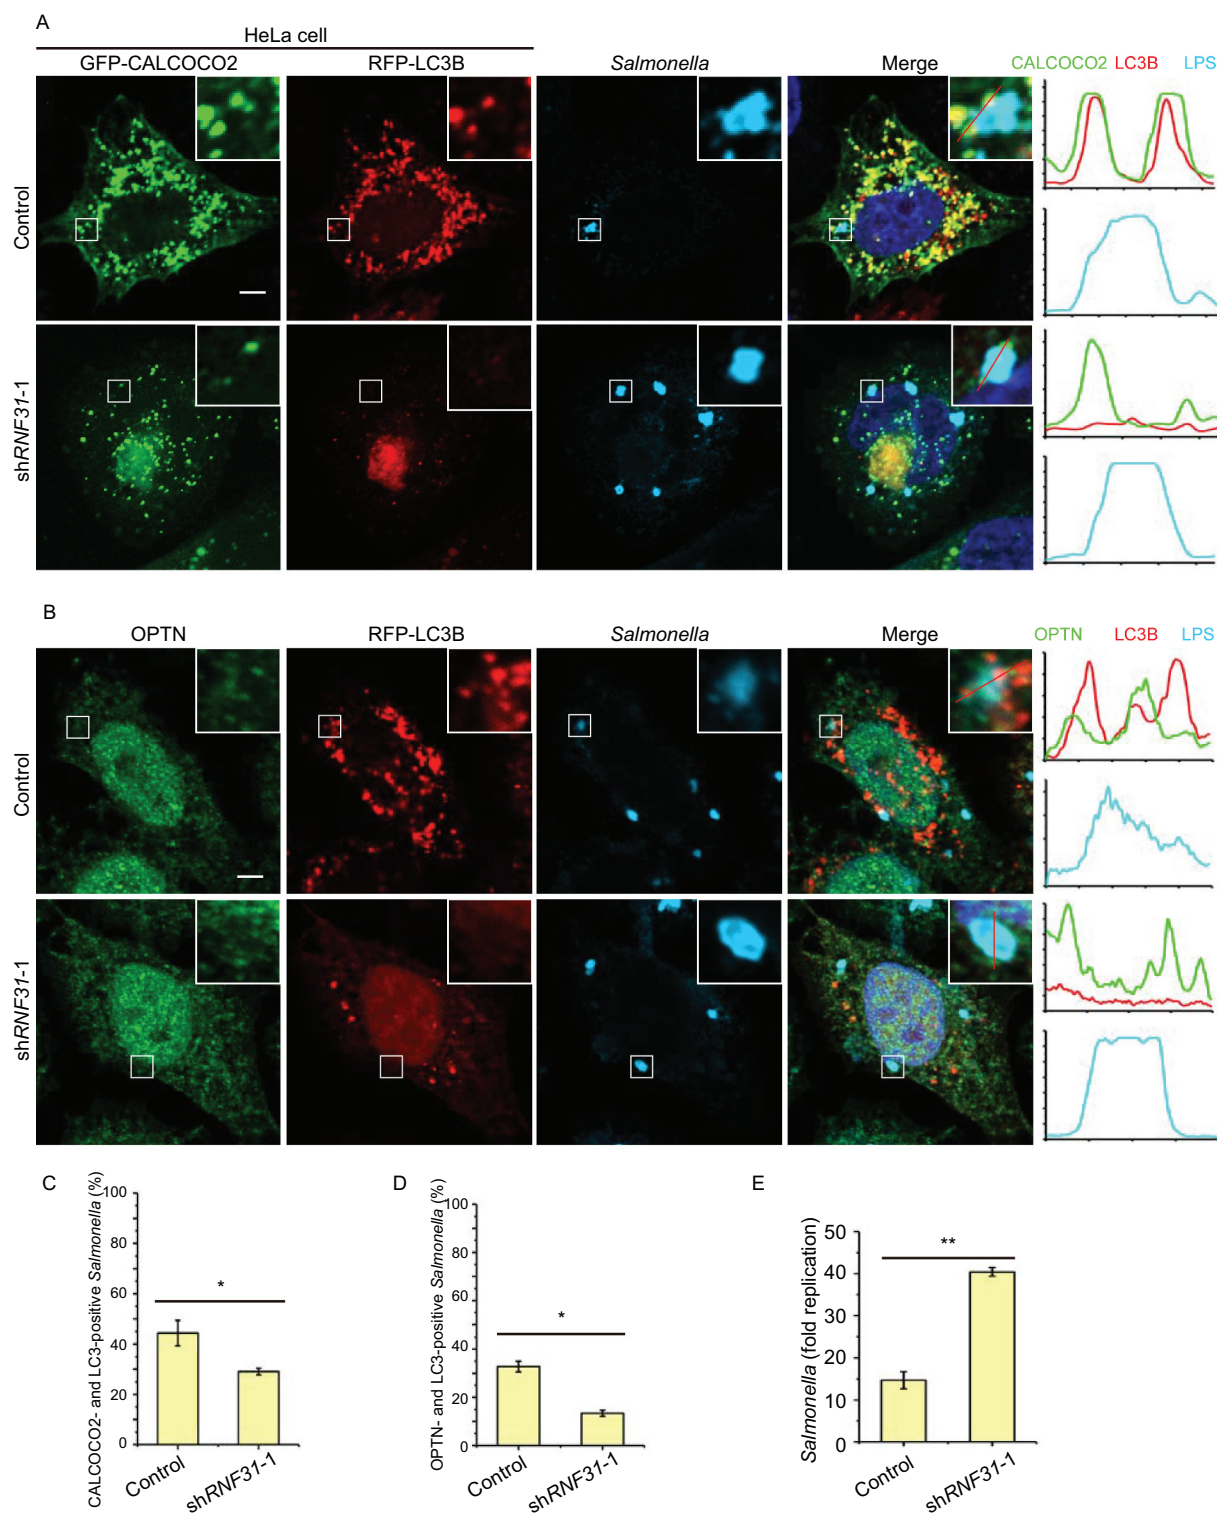 A
HeLa cell
GFP-CALCOCO2 RFP-LC3B Salmonella Merge CALCOCO2 LC3B LPS
Control
shRNF31-1
B
OPTN RFP-LC3B Salmonella Merge OPTN LC3B LPS
Control
shRNF31-1
C
CALCOCO2- and LC3-positive Salmonella (%)
100
80
60
40
20
0
*
Control
shRNF31-1
D
OPTN- and LC3-positive Salmonella (%)
100
80
60
40
20
0
*
Control
shRNF31-1
E
Salmonella (fold replication)
50
40
30
20
10
0
**
Control
shRNF31-1